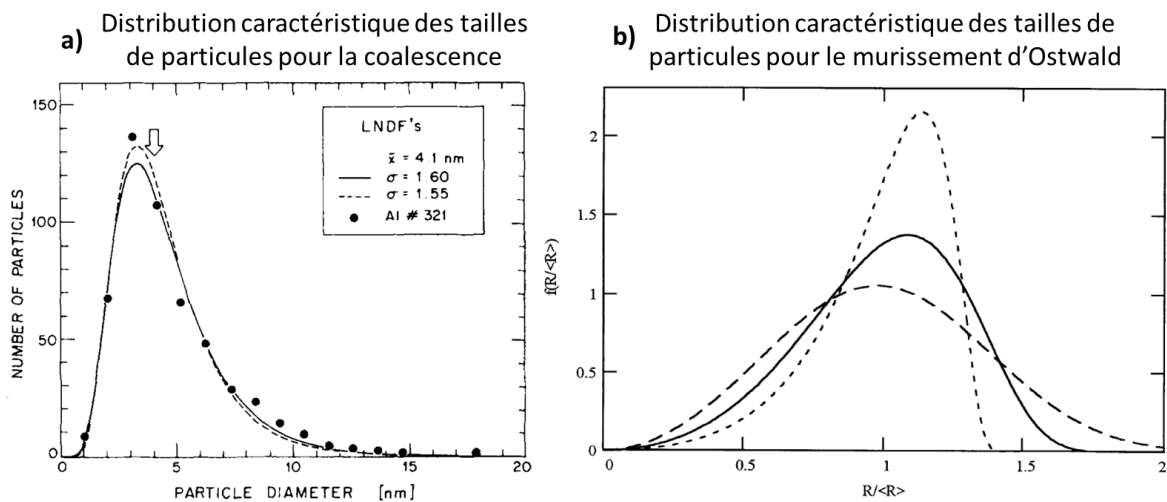 a) Distribution caractéristique des tailles
de particules pour la coalescence
150
100
50
0
0 5 10 15 20
NUMBER OF PARTICLES
PARTICLE DIAMETER [nm]
LNDF's
x̄ = 4.1 nm
σ = 1.60
σ = 1.55
Al # 321
b) Distribution caractéristique des tailles de
particules pour le murissement d'Ostwald
2
1.5
1
0.5
0
0 0.5 1 1.5 2
f(R/<R>)
R/<R>